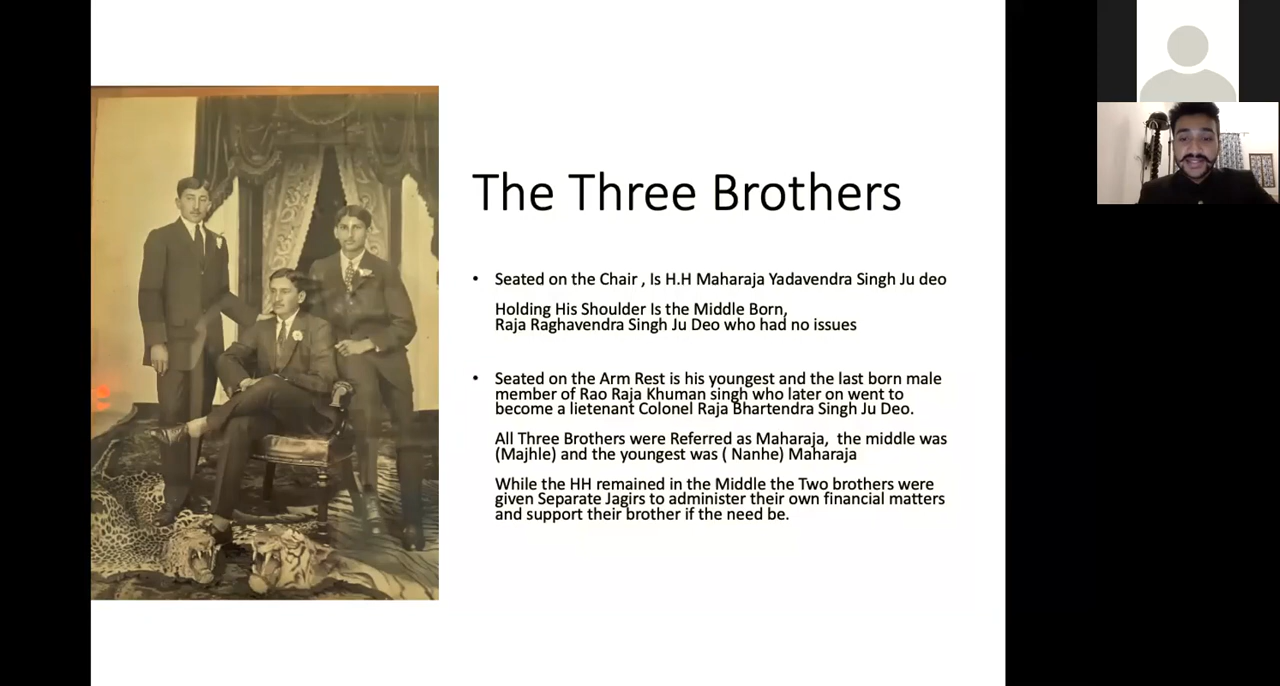 The Three Brothers
• Seated on the Chair , Is H.H Maharaja Yadavendra Singh Ju deo
Holding His Shoulder Is the Middle Born,
Raja Raghavendra Singh Ju Deo who had no issues
• Seated on the Arm Rest is his youngest and the last born male
member of Rao Raja Khuman singh who later on went to
become a lietenant Colonel Raja Bhartendra Singh Ju Deo.
All Three Brothers were Referred as Maharaja,  the middle was
(Majhle) and the youngest was ( Nanhe) Maharaja
While the HH remained in the Middle the Two brothers were
given Separate Jagirs to administer their own financial matters
and support their brother if the need be.